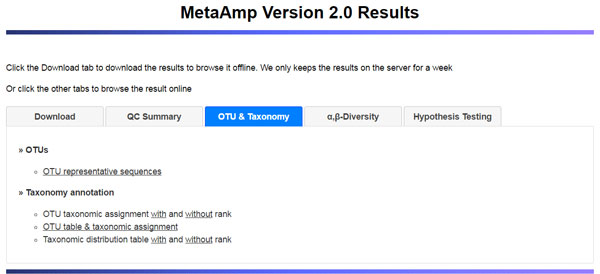 MetaAmp Version 2.0 Results
Click the Download tab to download the results to browse it offline. We only keeps the results on the server for a week
Or click the other tabs to browse the result online
Download QC Summary OTU & Taxonomy α,β-Diversity Hypothesis Testing
» OTUs
OTU representative sequences
» Taxonomy annotation
OTU taxonomic assignment with and without rank
OTU table & taxonomic assignment
Taxonomic distribution table with and without rank